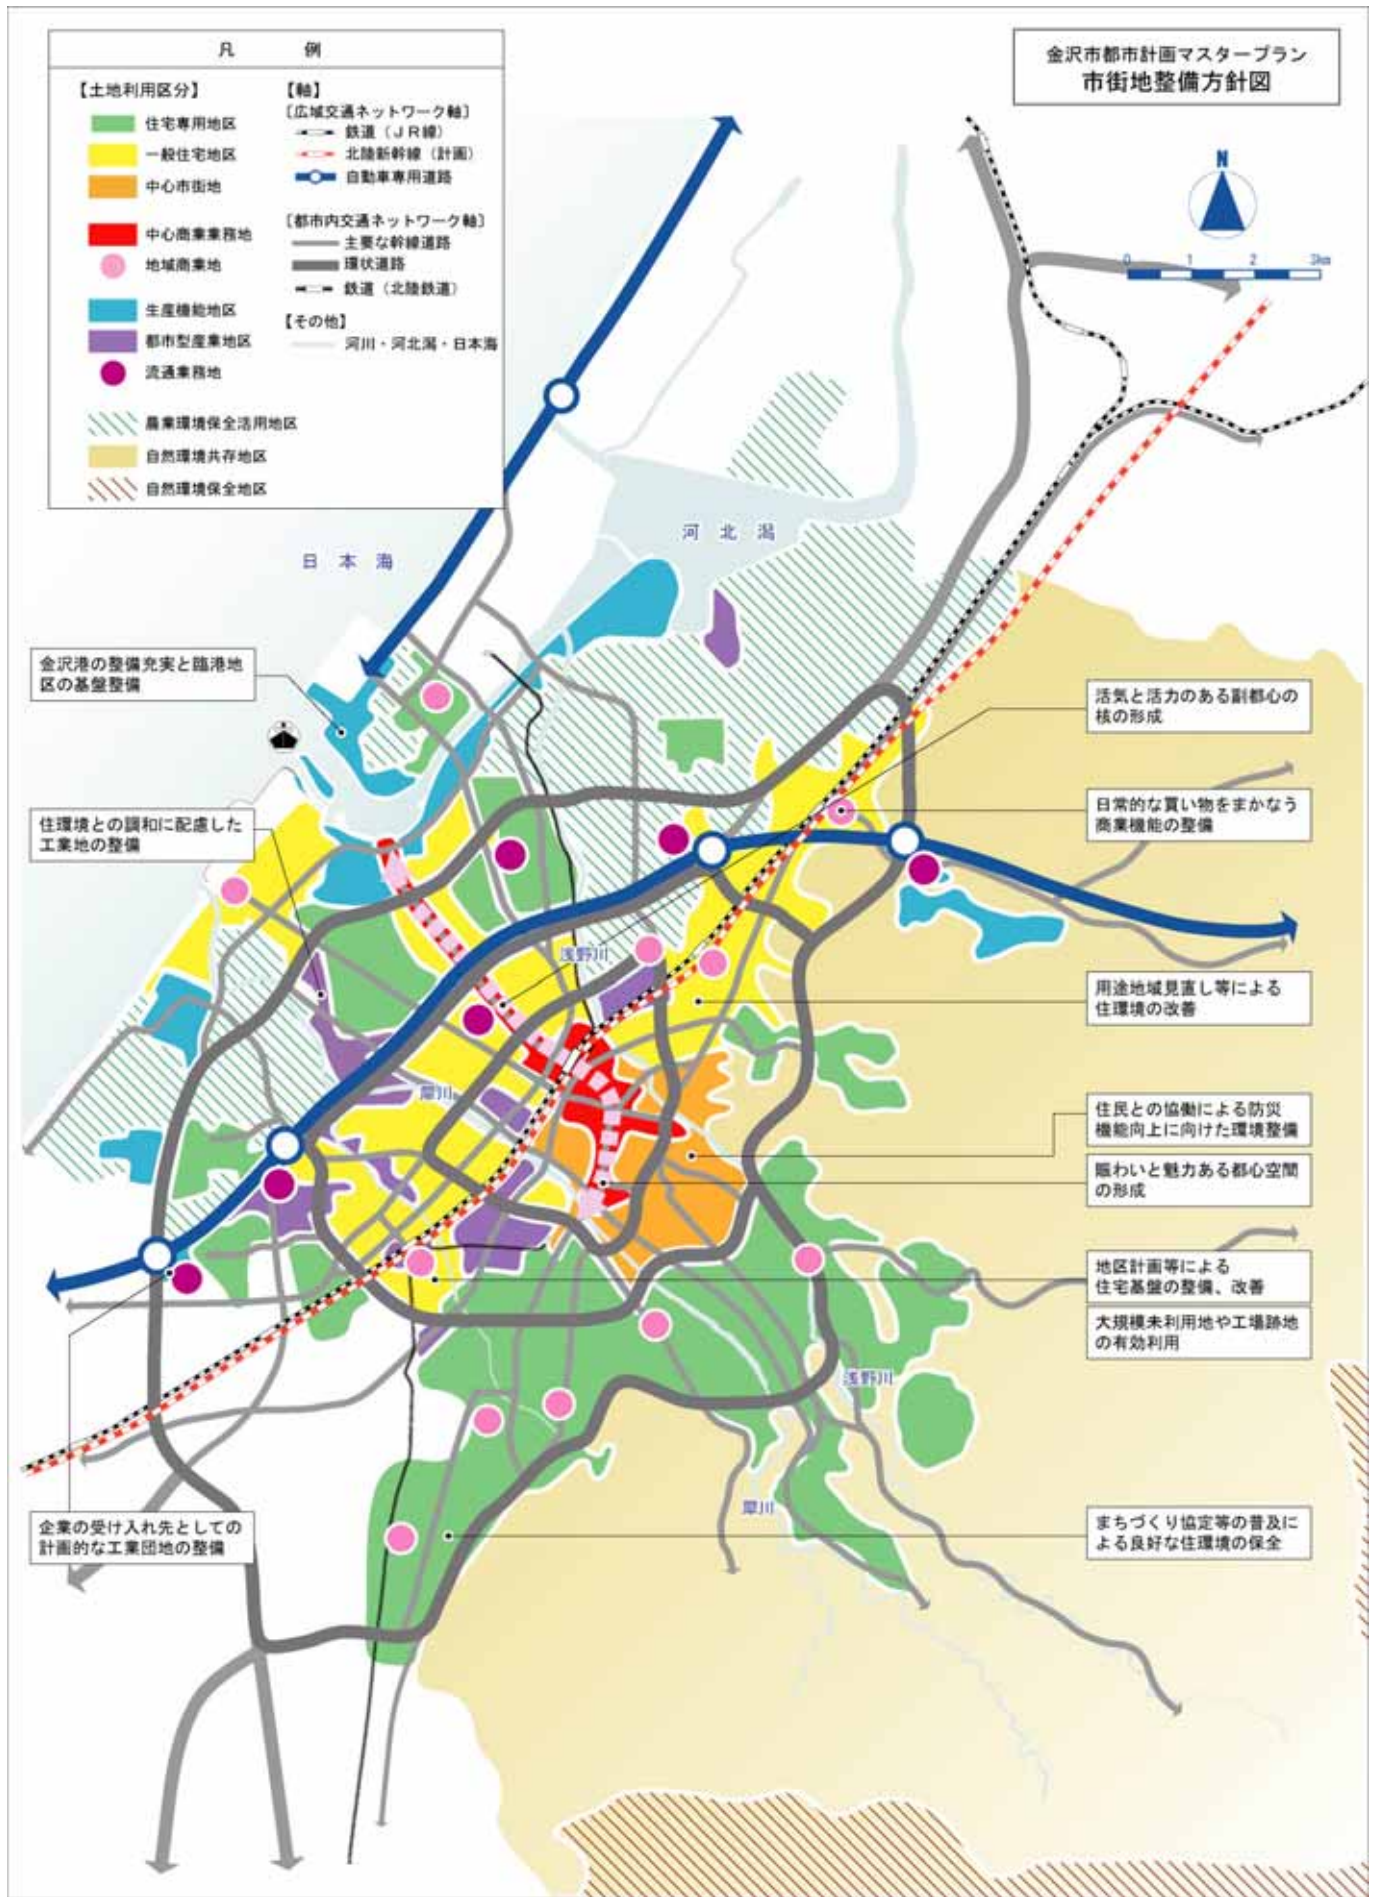 凡　例
【土地利用区分】
住宅専用地区
一般住宅地区
中心市街地
中心商業業務地
地域商業地
生産機能地区
都市型産業地区
流通業務地
農業環境保全活用地区
自然環境共存地区
自然環境保全地区
【軸】
〔広域交通ネットワーク軸〕
鉄道（ＪＲ線）
北陸新幹線（計画）
自動車専用道路
〔都市内交通ネットワーク軸〕
主要な幹線道路
環状道路
鉄道（北陸鉄道）
【その他】
河川・河北潟・日本海
金沢市都市計画マスタープラン
市街地整備方針図
N
0 1 2 3km
河 北 潟
日 本 海
金沢港の整備充実と臨港地
区の基盤整備
住環境との調和に配慮した
工業地の整備
活気と活力のある副都心の
核の形成
日常的な買い物をまかなう
商業機能の整備
浅野川
用途地域見直し等による
住環境の改善
犀川
住民との協働による防災
機能向上に向けた環境整備
賑わいと魅力ある都心空間
の形成
地区計画等による
住宅基盤の整備、改善
大規模未利用地や工場跡地
の有効利用
浅野川
犀川
企業の受け入れ先としての
計画的な工業団地の整備
まちづくり協定等の普及に
よる良好な住環境の保全